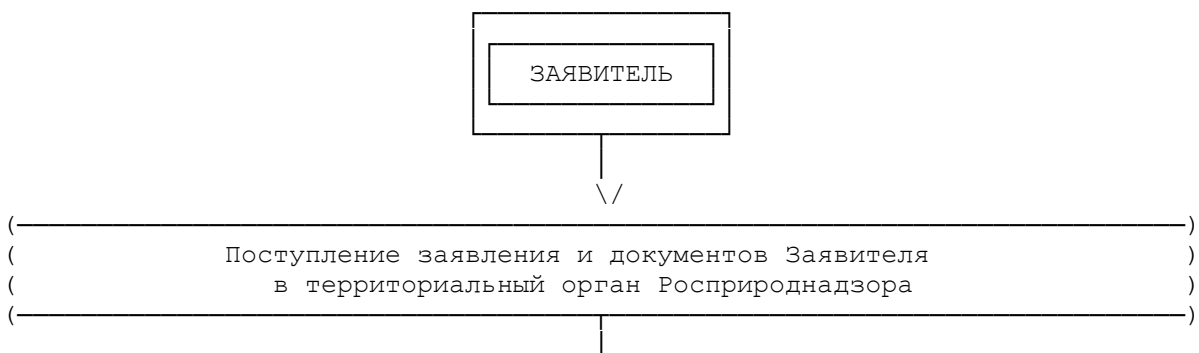 ЗАЯВИТЕЛЬ
Поступление заявления и документов Заявителя
в территориальный орган Росприроднадзора